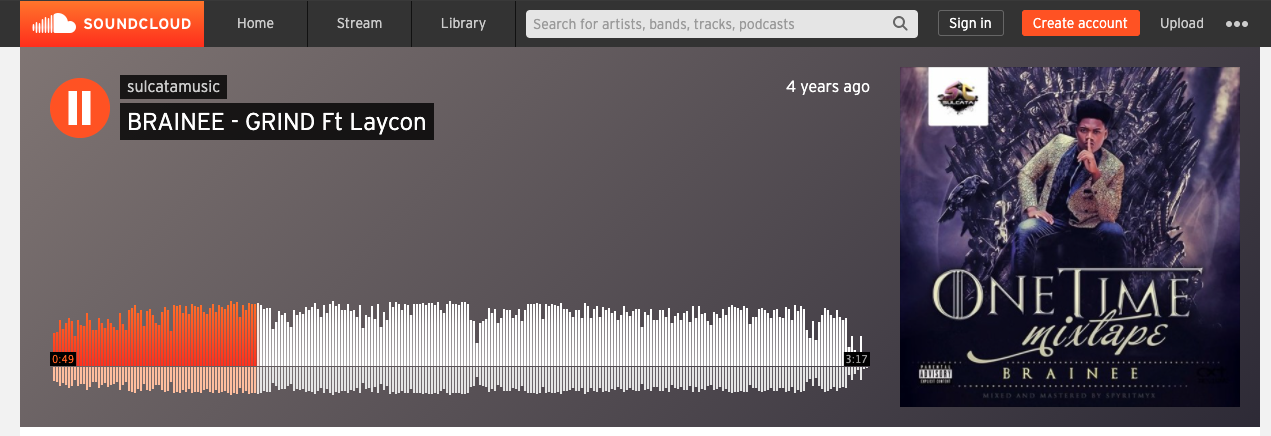 SOUNDCLOUD
Home
Stream
Library
Search for artists, bands, tracks, podcasts
Sign in
Create account
Upload
sulcatamusic
4 years ago
BRAINEE - GRIND Ft Laycon
0:49
3:17
SULCATA
ONE TIME
mixtape
BRAINEE
PARENTAL
ADVISORY
EXPLICIT CONTENT
MIXED AND MASTERED BY SPYRITMYX